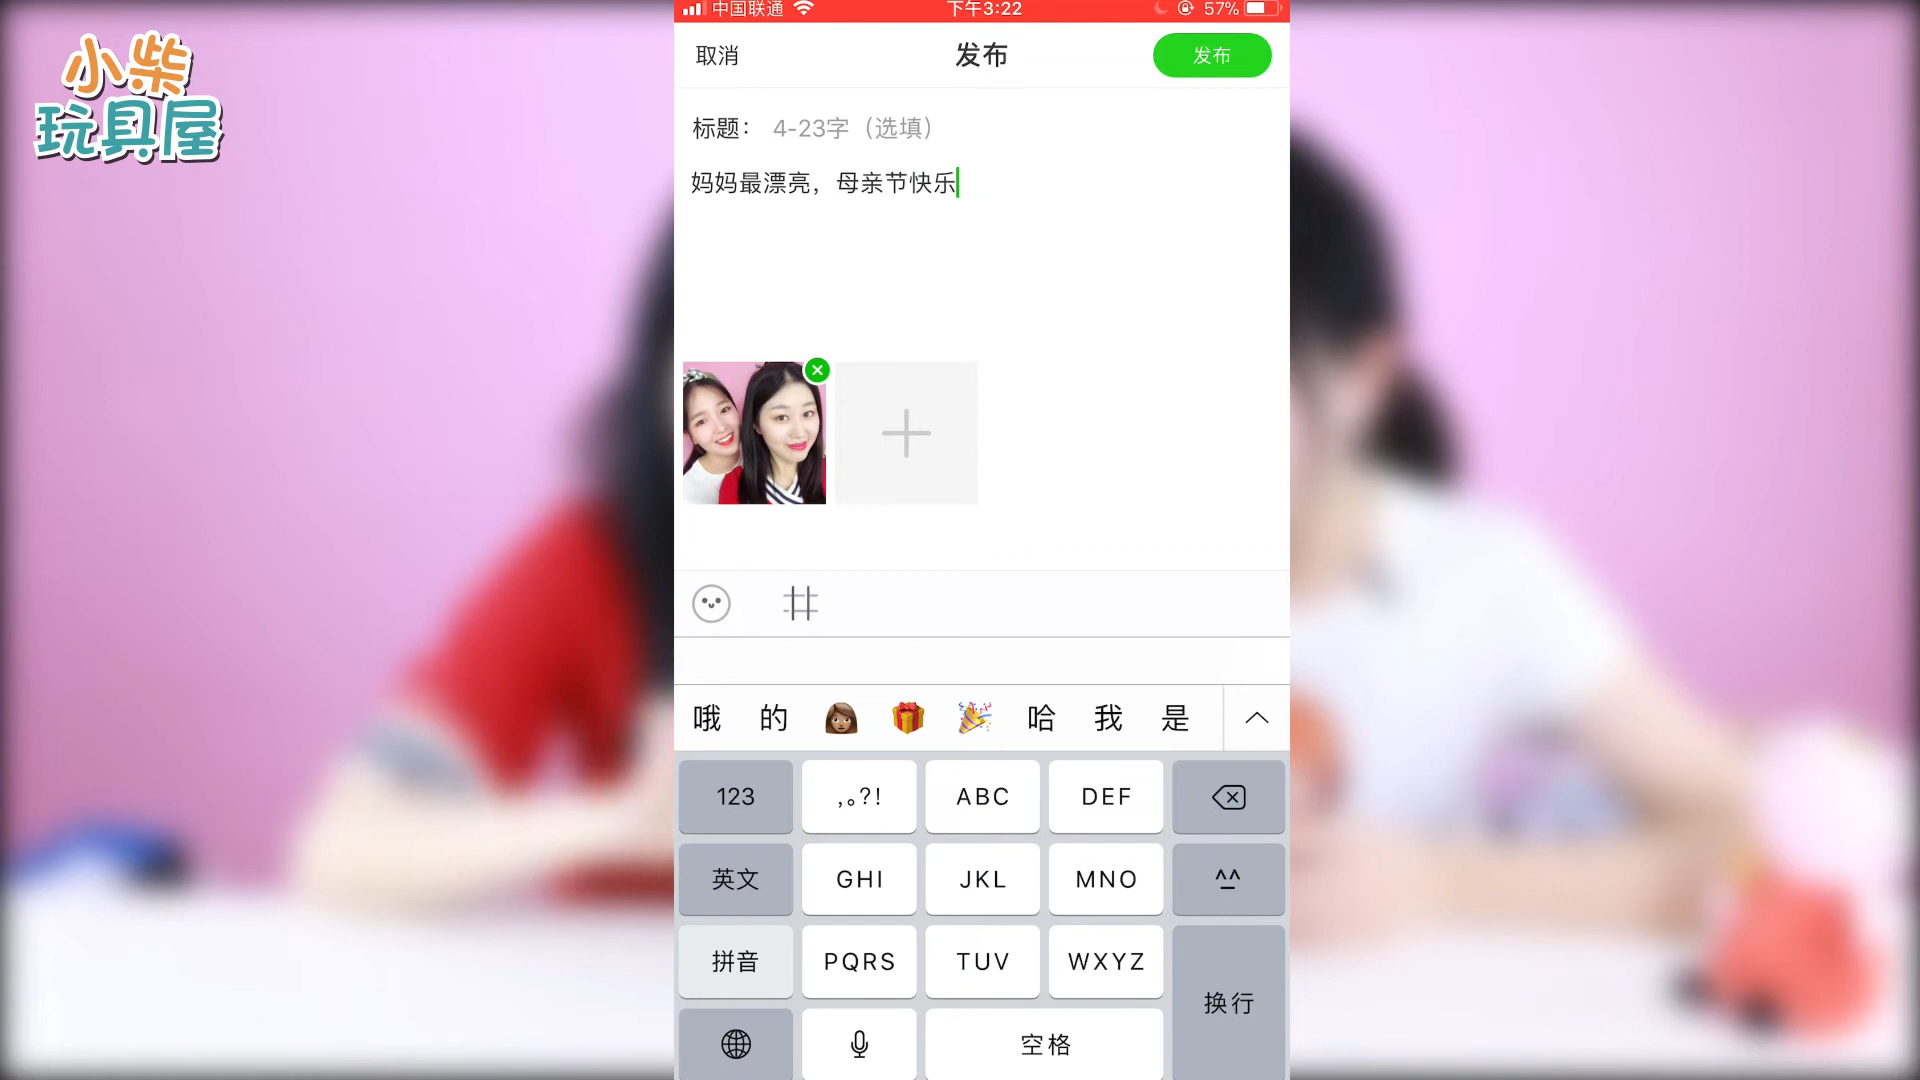 小柴
玩具屋
中国联通 下午3:22 57%
取消 发布 发布
标题： 4-23字（选填）
妈妈最漂亮，母亲节快乐
哦 的 哈 我 是
123 ,。?! ABC DEF
英文 GHI JKL MNO ^^
拼音 PQRS TUV WXYZ
换行
空格